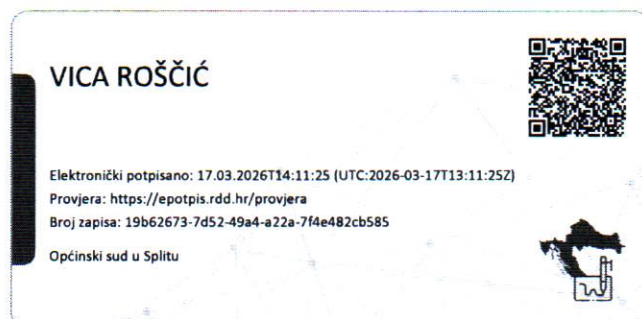 VICA ROŠČIĆ
Elektronički potpisano: 17.03.2026T14:11:25 (UTC:2026-03-17T13:11:25Z)
Provjera: https://epotpis.rdd.hr/provjera
Broj zapisa: 19b62673-7d52-49a4-a22a-7f4e482cb585
Općinski sud u Splitu